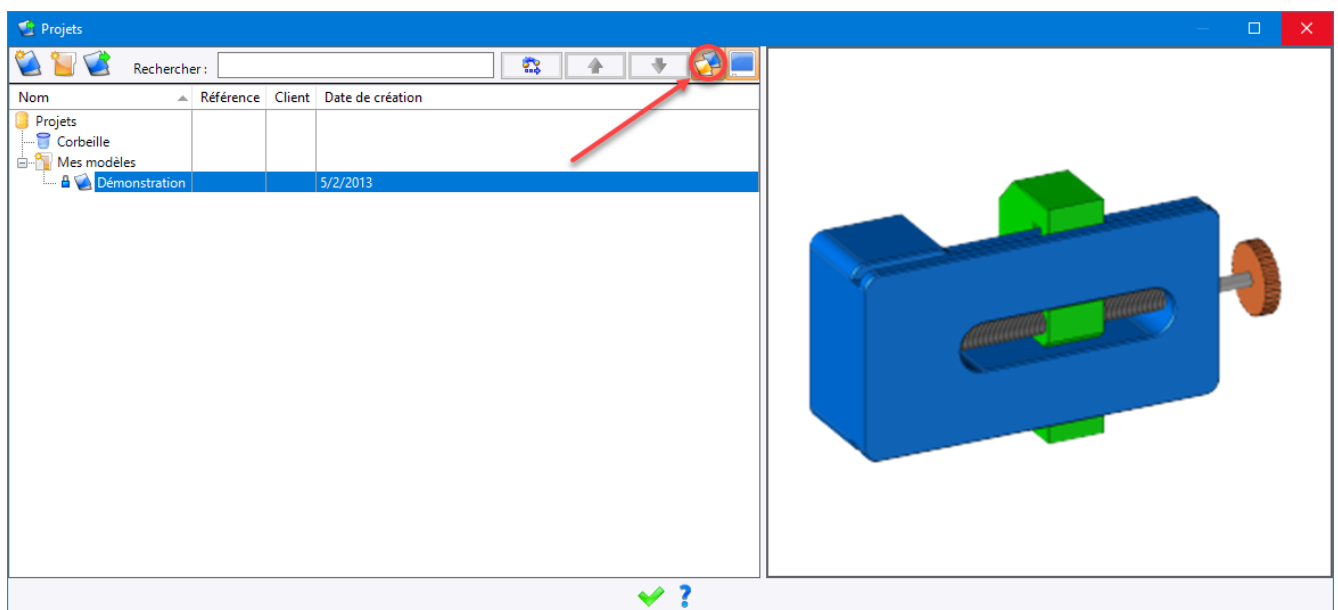 Projets
Rechercher :
Nom Référence Client Date de création
Projets
Corbeille
Mes modèles
Démonstration 5/2/2013